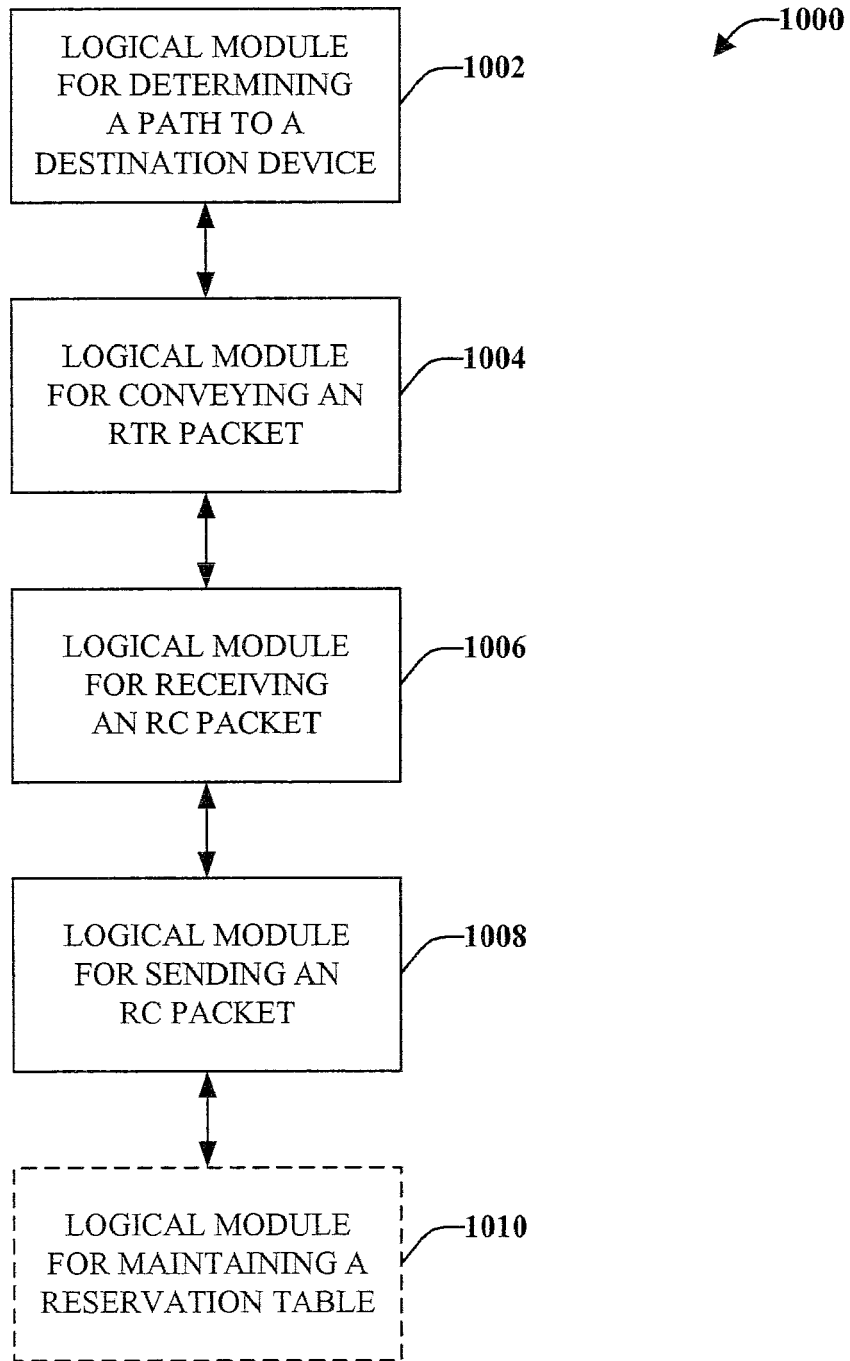 1000
LOGICAL MODULE
FOR DETERMINING
A PATH TO A
DESTINATION DEVICE
1002
LOGICAL MODULE
FOR CONVEYING AN
RTR PACKET
1004
LOGICAL MODULE
FOR RECEIVING
AN RC PACKET
1006
LOGICAL MODULE
FOR SENDING AN
RC PACKET
1008
LOGICAL MODULE
FOR MAINTAINING A
RESERVATION TABLE
1010